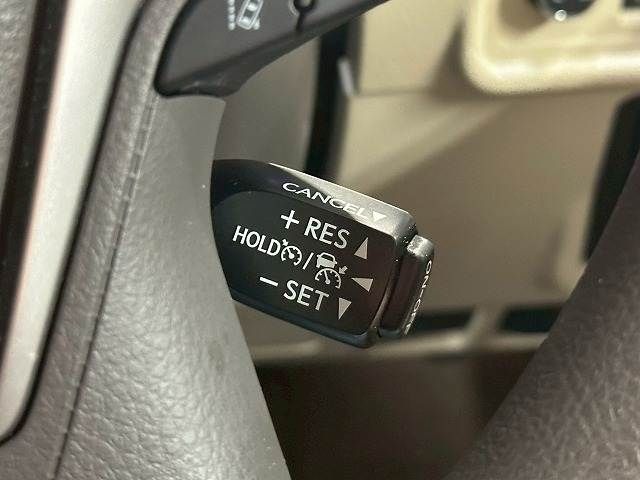 CANCEL▼
+ RES ▲
HOLD /
− SET ▼